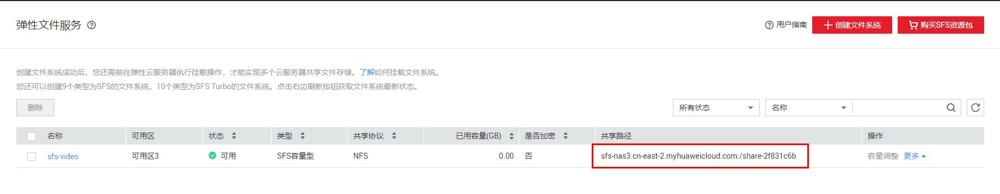 弹性文件服务
用户指南
创建文件系统
购买SFS资源包
创建文件系统成功后，您还需前往弹性云服务器执行挂载操作，才能实现多个云服务器共享文件存储。了解如何挂载文件系统。
您还可以创建9个类型为SFS的文件系统，10个类型为SFS Turbo的文件系统。点击右边刷新按钮获取文件系统最新状态。
删除 所有状态 名称
名称 可用区 状态 类型 共享协议 已用容量(GB) 是否加密 共享路径 操作
sfs-video 可用区3 可用 SFS容量型 NFS 0.00 否 sfs-nas3.cn-east-2.myhuaweicloud.com:/share-2f831c6b 容量调整 更多